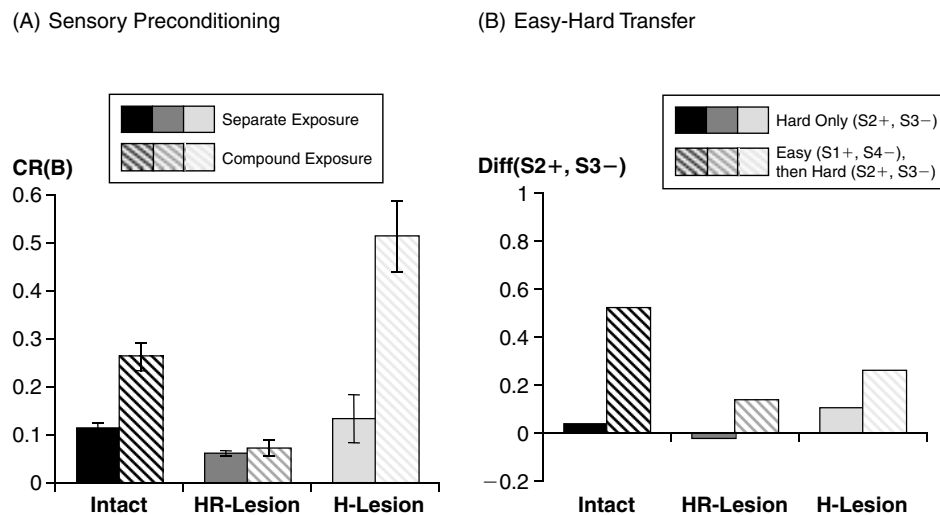 (A) Sensory Preconditioning
Separate Exposure
Compound Exposure
CR(B)
0.6
0.5
0.4
0.3
0.2
0.1
0
Intact
HR-Lesion
H-Lesion
(B) Easy-Hard Transfer
Hard Only (S2+, S3−)
Easy (S1+, S4−),
then Hard (S2+, S3−)
Diff(S2+, S3−)
1
0.8
0.6
0.4
0.2
0
−0.2
Intact
HR-Lesion
H-Lesion